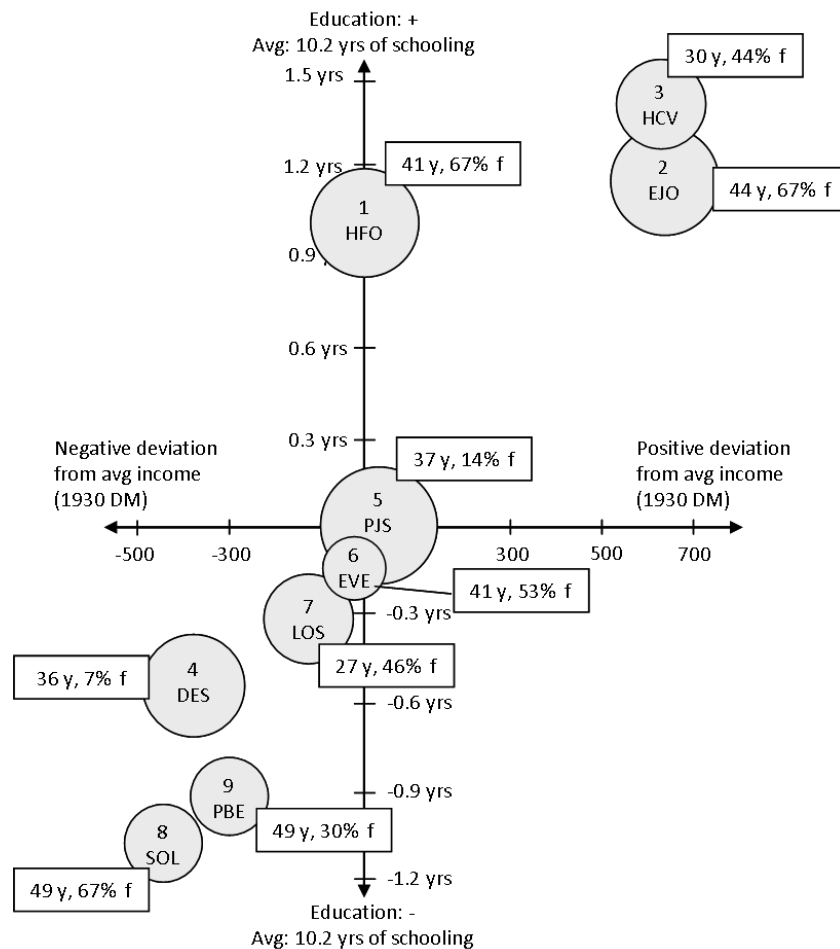 Education: +
Avg: 10.2 yrs of schooling
1.5 yrs
30 y, 44% f
3
HCV
1.2 yrs
41 y, 67% f
2
EJO
44 y, 67% f
1
HFO
0.9
0.6 yrs
0.3 yrs
Negative deviation
from avg income
(1930 DM)
37 y, 14% f
Positive deviation
from avg income
(1930 DM)
5
PJS
-500
-300
300
500
700
6
EVE
41 y, 53% f
-0.3 yrs
7
LOS
27 y, 46% f
4
DES
36 y, 7% f
-0.6 yrs
9
PBE
-0.9 yrs
8
SOL
49 y, 30% f
49 y, 67% f
-1.2 yrs
Education: -
Avg: 10.2 yrs of schooling